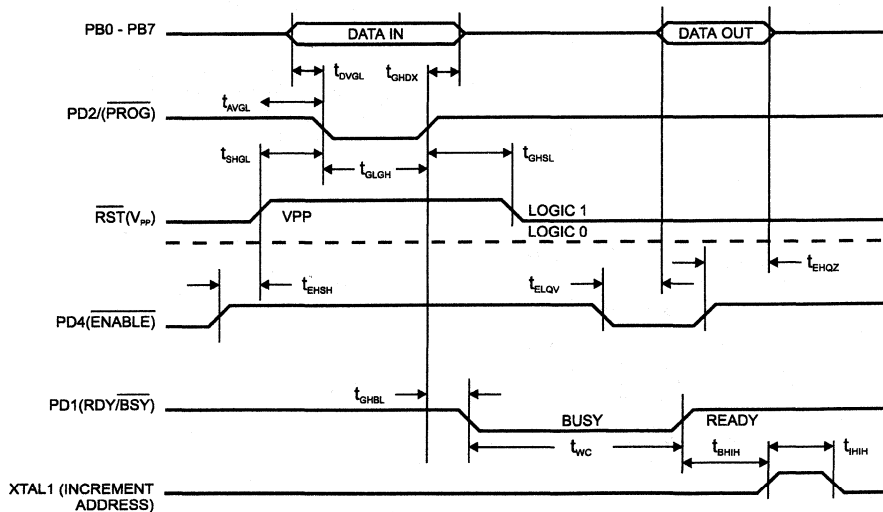 PB0 - PB7
DATA IN
DATA OUT
tDVGL
tGHDX
tAVGL
PD2/(PROG)
tSHGL
tGLGH
tGHSL
RST(VPP)
VPP
LOGIC 1
LOGIC 0
tEHSH
tELQV
tEHQZ
PD4(ENABLE)
tGHBL
PD1(RDY/BSY)
BUSY
READY
tWC
tBHIH
tIHIH
XTAL1 (INCREMENT
ADDRESS)